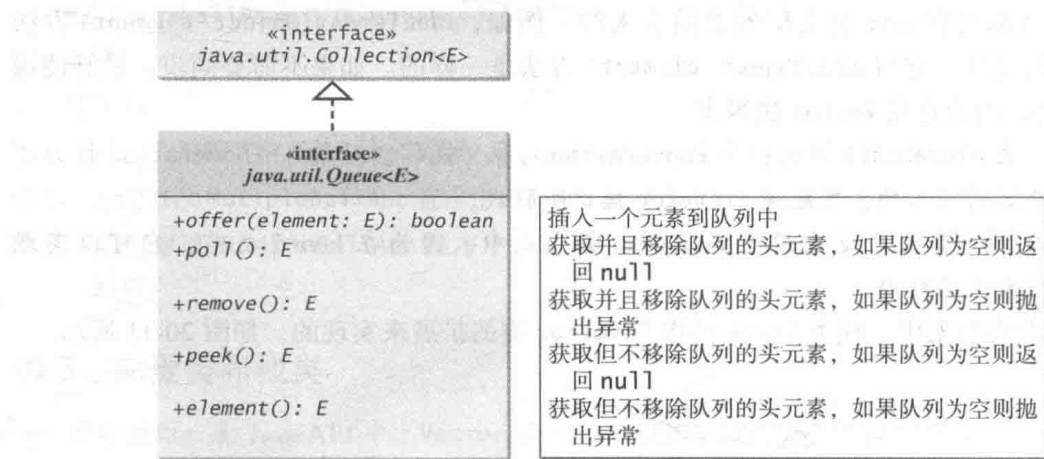 «interface»
java.util.Collection<E>
«interface»
java.util.Queue<E>
+offer(element: E): boolean
插入一个元素到队列中
+poll(): E
获取并且移除队列的头元素，如果队列为空则返
回 null
+remove(): E
获取并且移除队列的头元素，如果队列为空则抛
出异常
+peek(): E
获取但不移除队列的头元素，如果队列为空则返
回 null
+element(): E
获取但不移除队列的头元素，如果队列为空则抛
出异常